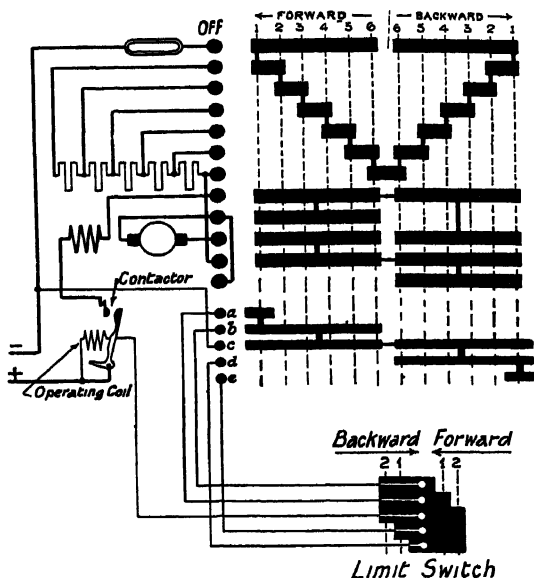 OFF
FORWARD BACKWARD
1 2 3 4 5 6 6 5 4 3 2 1
Contactor
a
b
c
d
e
−
+
Operating Coil
Backward Forward
2 1 1 2
Limit Switch